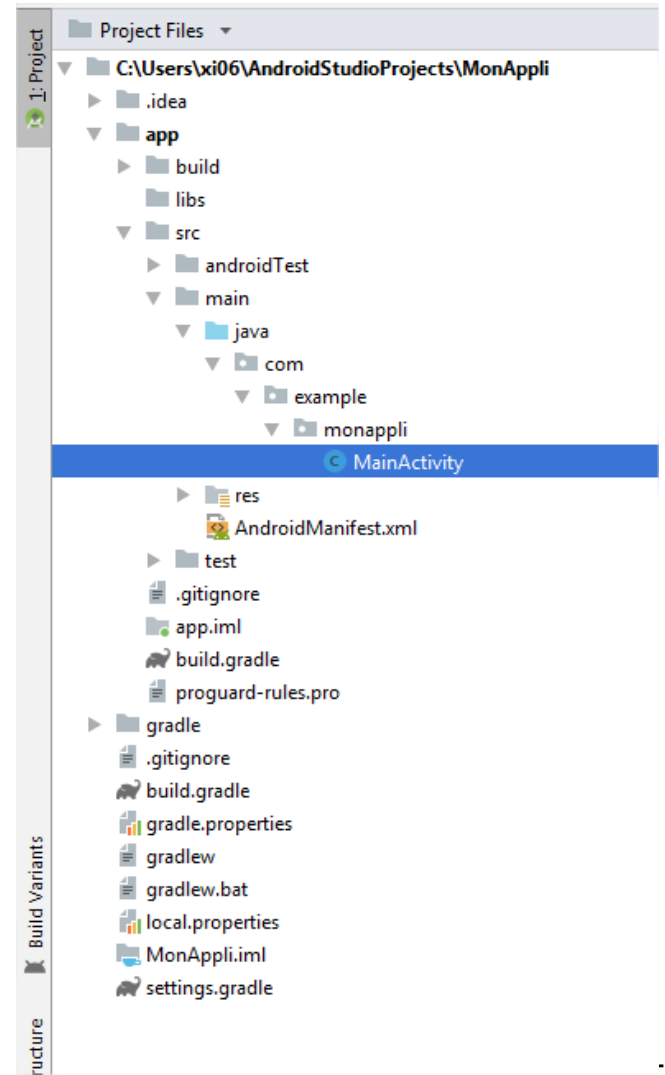 Project Files
C:\Users\xi06\AndroidStudioProjects\MonAppli
.idea
app
build
libs
src
androidTest
main
java
com
example
monappli
C MainActivity
res
AndroidManifest.xml
test
.gitignore
app.iml
build.gradle
proguard-rules.pro
gradle
.gitignore
build.gradle
gradle.properties
gradlew
gradlew.bat
local.properties
MonAppli.iml
settings.gradle
1: Project
Build Variants
ructure